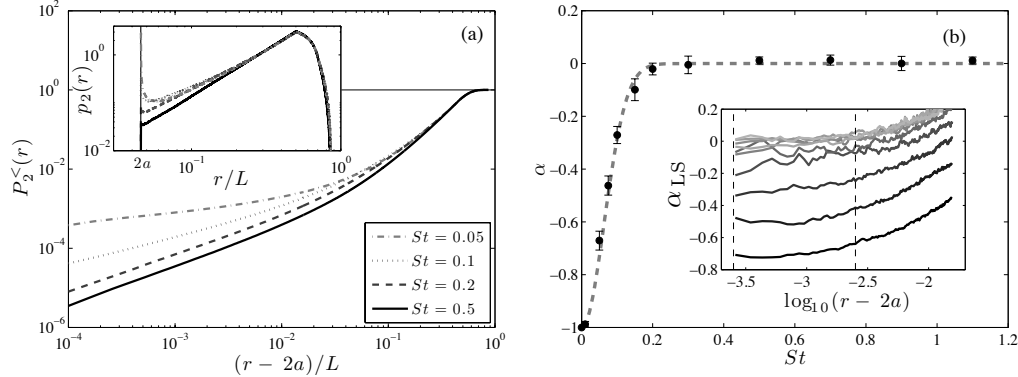 (a)
10^2
10^0
10^−2
10^−4
10^−6
P_2^<(r)
10^−4
10^−3
10^−2
10^−1
10^0
(r − 2a)/L
p_2(r)
10^0
10^−2
2a
10^−1
10^0
r/L
St = 0.05
St = 0.1
St = 0.2
St = 0.5
(b)
0.2
0
−0.2
−0.4
−0.6
−0.8
−1
α
0
0.2
0.4
0.6
0.8
1
1.2
St
α_LS
0.2
0
−0.2
−0.4
−0.6
−0.8
−3.5
−3
−2.5
−2
log_10(r − 2a)